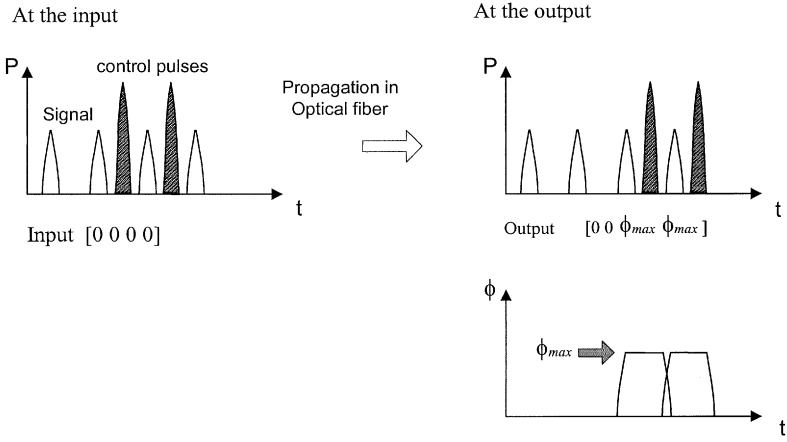 At the input
At the output
P
control pulses
Signal
t
Propagation in
Optical fiber
P
t
Input [0 0 0 0]
Output [0 0 ϕmax ϕmax ]
ϕ
ϕmax
t